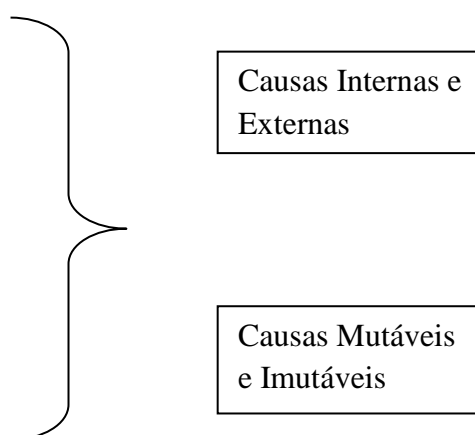 Causas Internas e
Externas
Causas Mutáveis
e Imutáveis